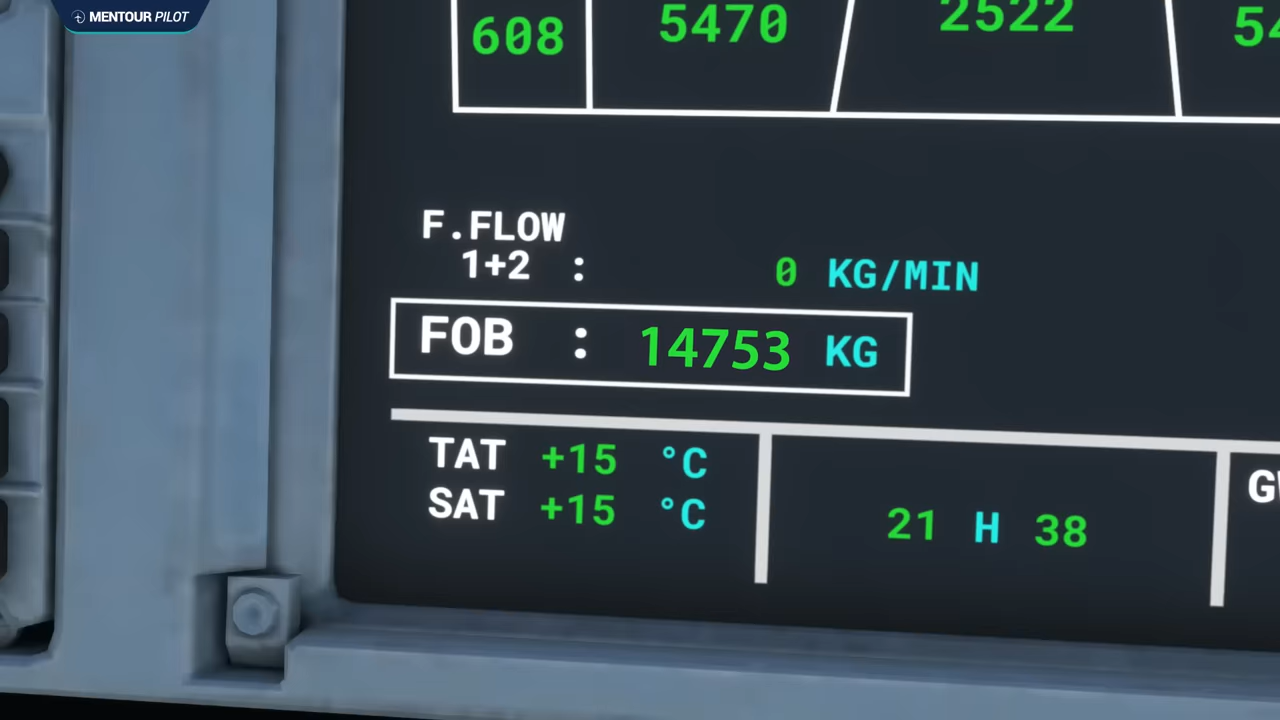 MENTOUR PILOT
608 5470 2522
F.FLOW
1+2 : 0 KG/MIN
FOB : 14753 KG
TAT +15 °C
SAT +15 °C
21 H 38